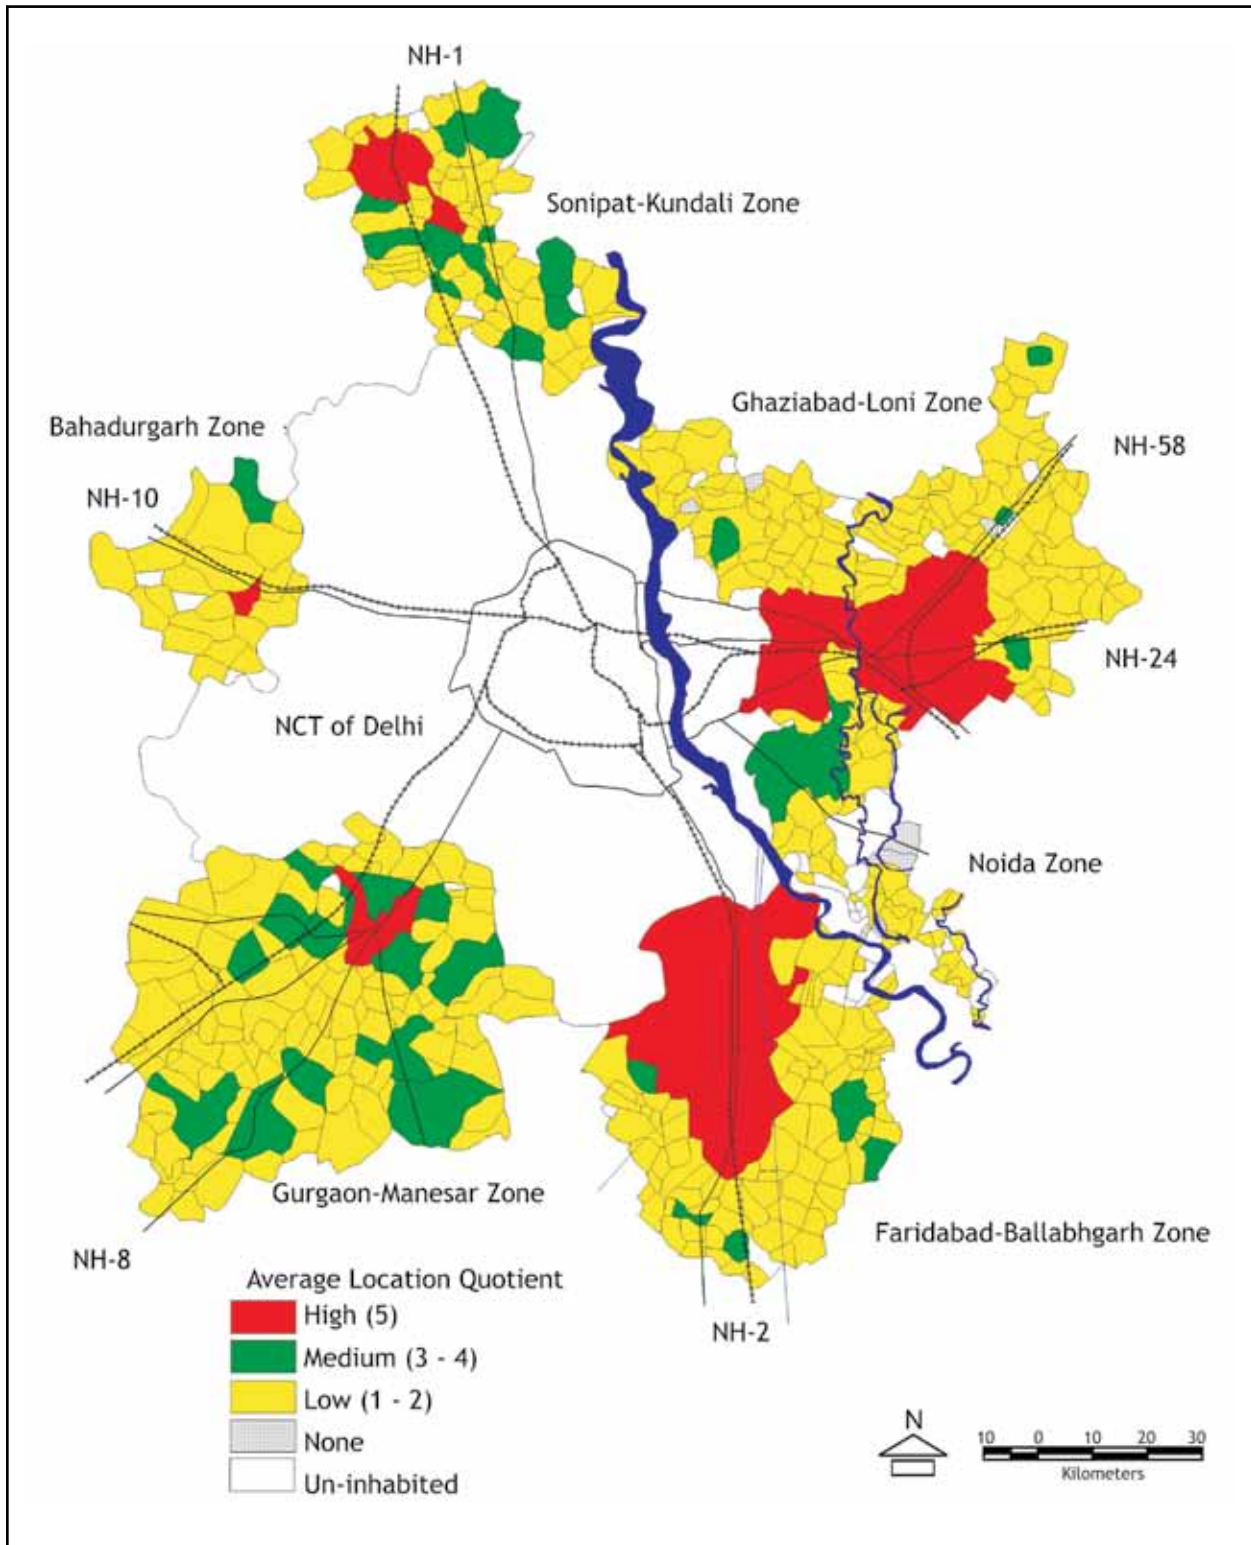 NH-1
Sonipat-Kundali Zone
Ghaziabad-Loni Zone
Bahadurgarh Zone
NH-58
NH-10
NH-24
NCT of Delhi
Noida Zone
Gurgaon-Manesar Zone
Faridabad-Ballabhgarh Zone
NH-8
NH-2
Average Location Quotient
High (5)
Medium (3 - 4)
Low (1 - 2)
None
Un-inhabited
N
10 0 10 20 30
Kilometers